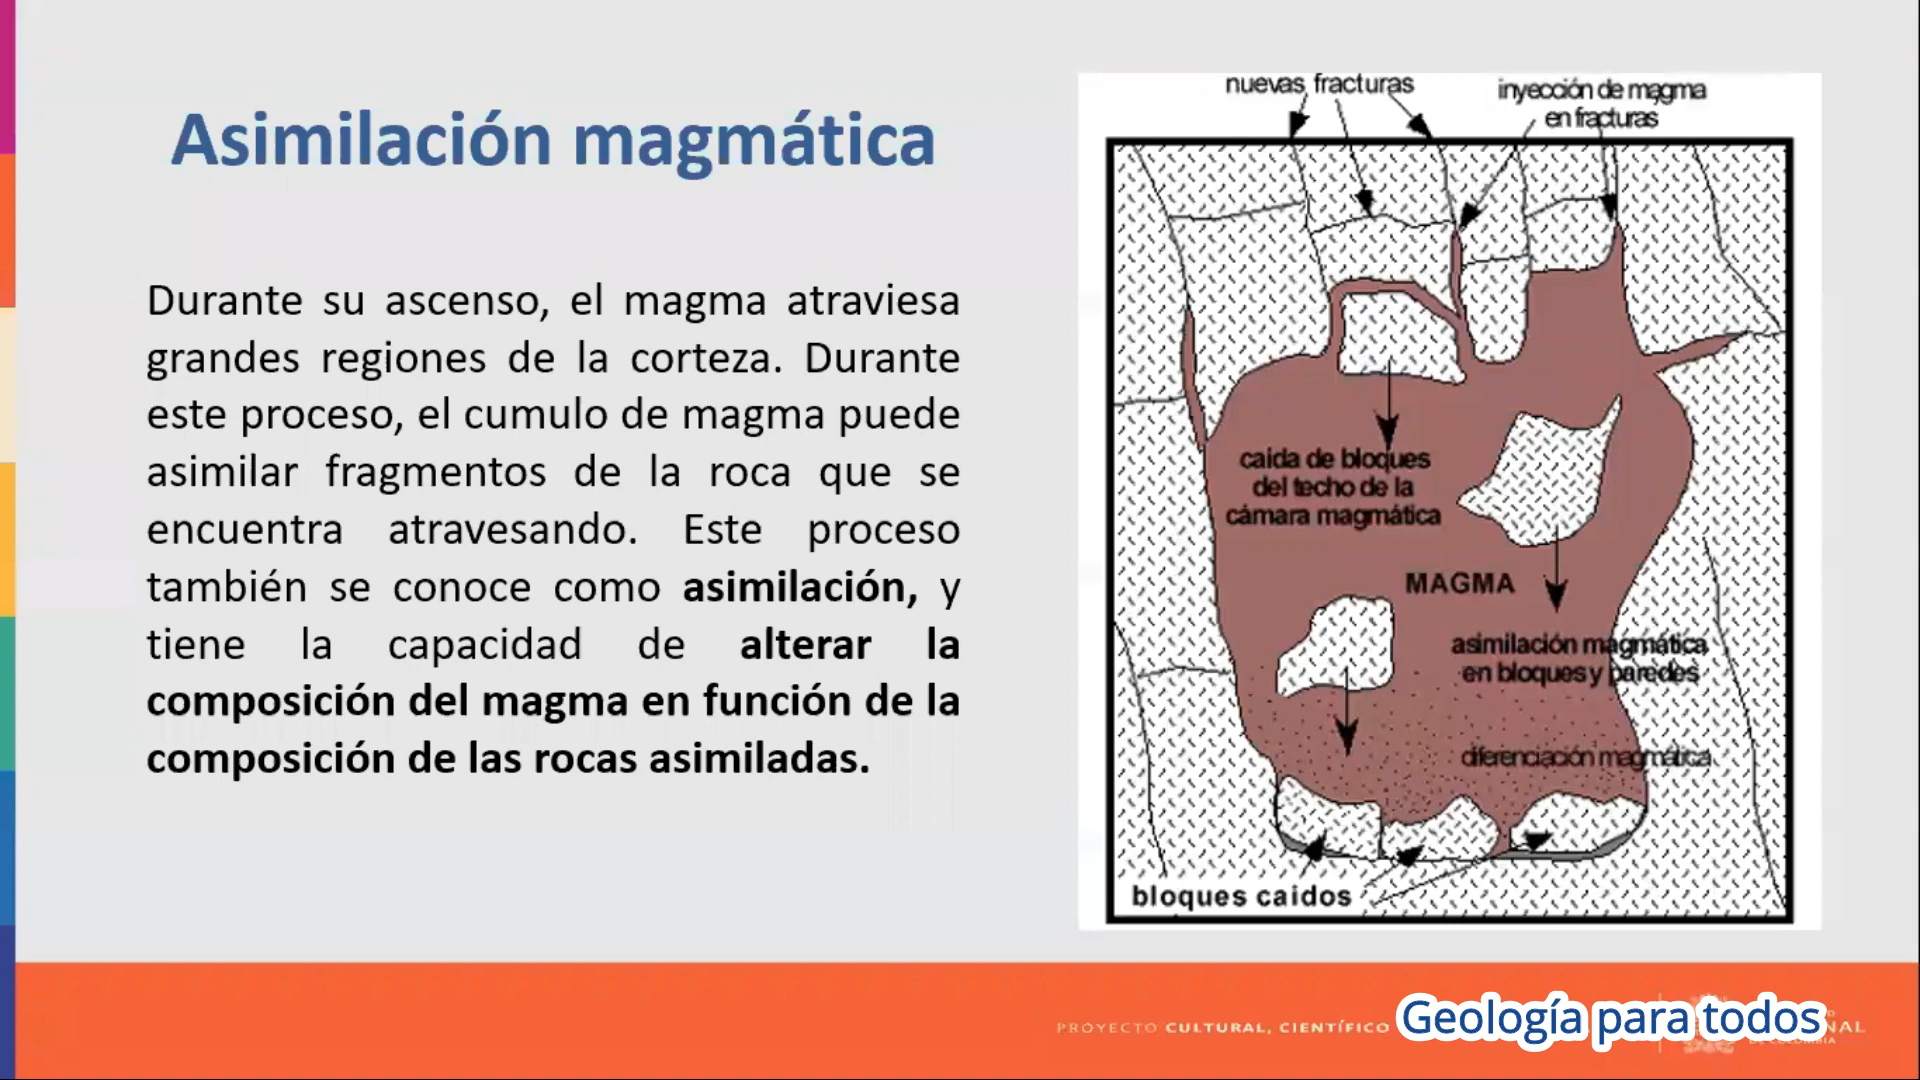 Asimilación magmática
Durante su ascenso, el magma atraviesa
grandes regiones de la corteza. Durante
este proceso, el cumulo de magma puede
asimilar fragmentos de la roca que se
encuentra atravesando. Este proceso
también se conoce como asimilación, y
tiene la capacidad de alterar la
composición del magma en función de la
composición de las rocas asimiladas.
nuevas fracturas
inyección de magma
en fracturas
caida de bloques
del techo de la
cámara magmática
MAGMA
asimilación magmática
en bloques y paredes
diferenciación magmática
bloques caidos
PROYECTO CULTURAL, CIENTÍFICO
Geología para todos
DE COLOMBIA